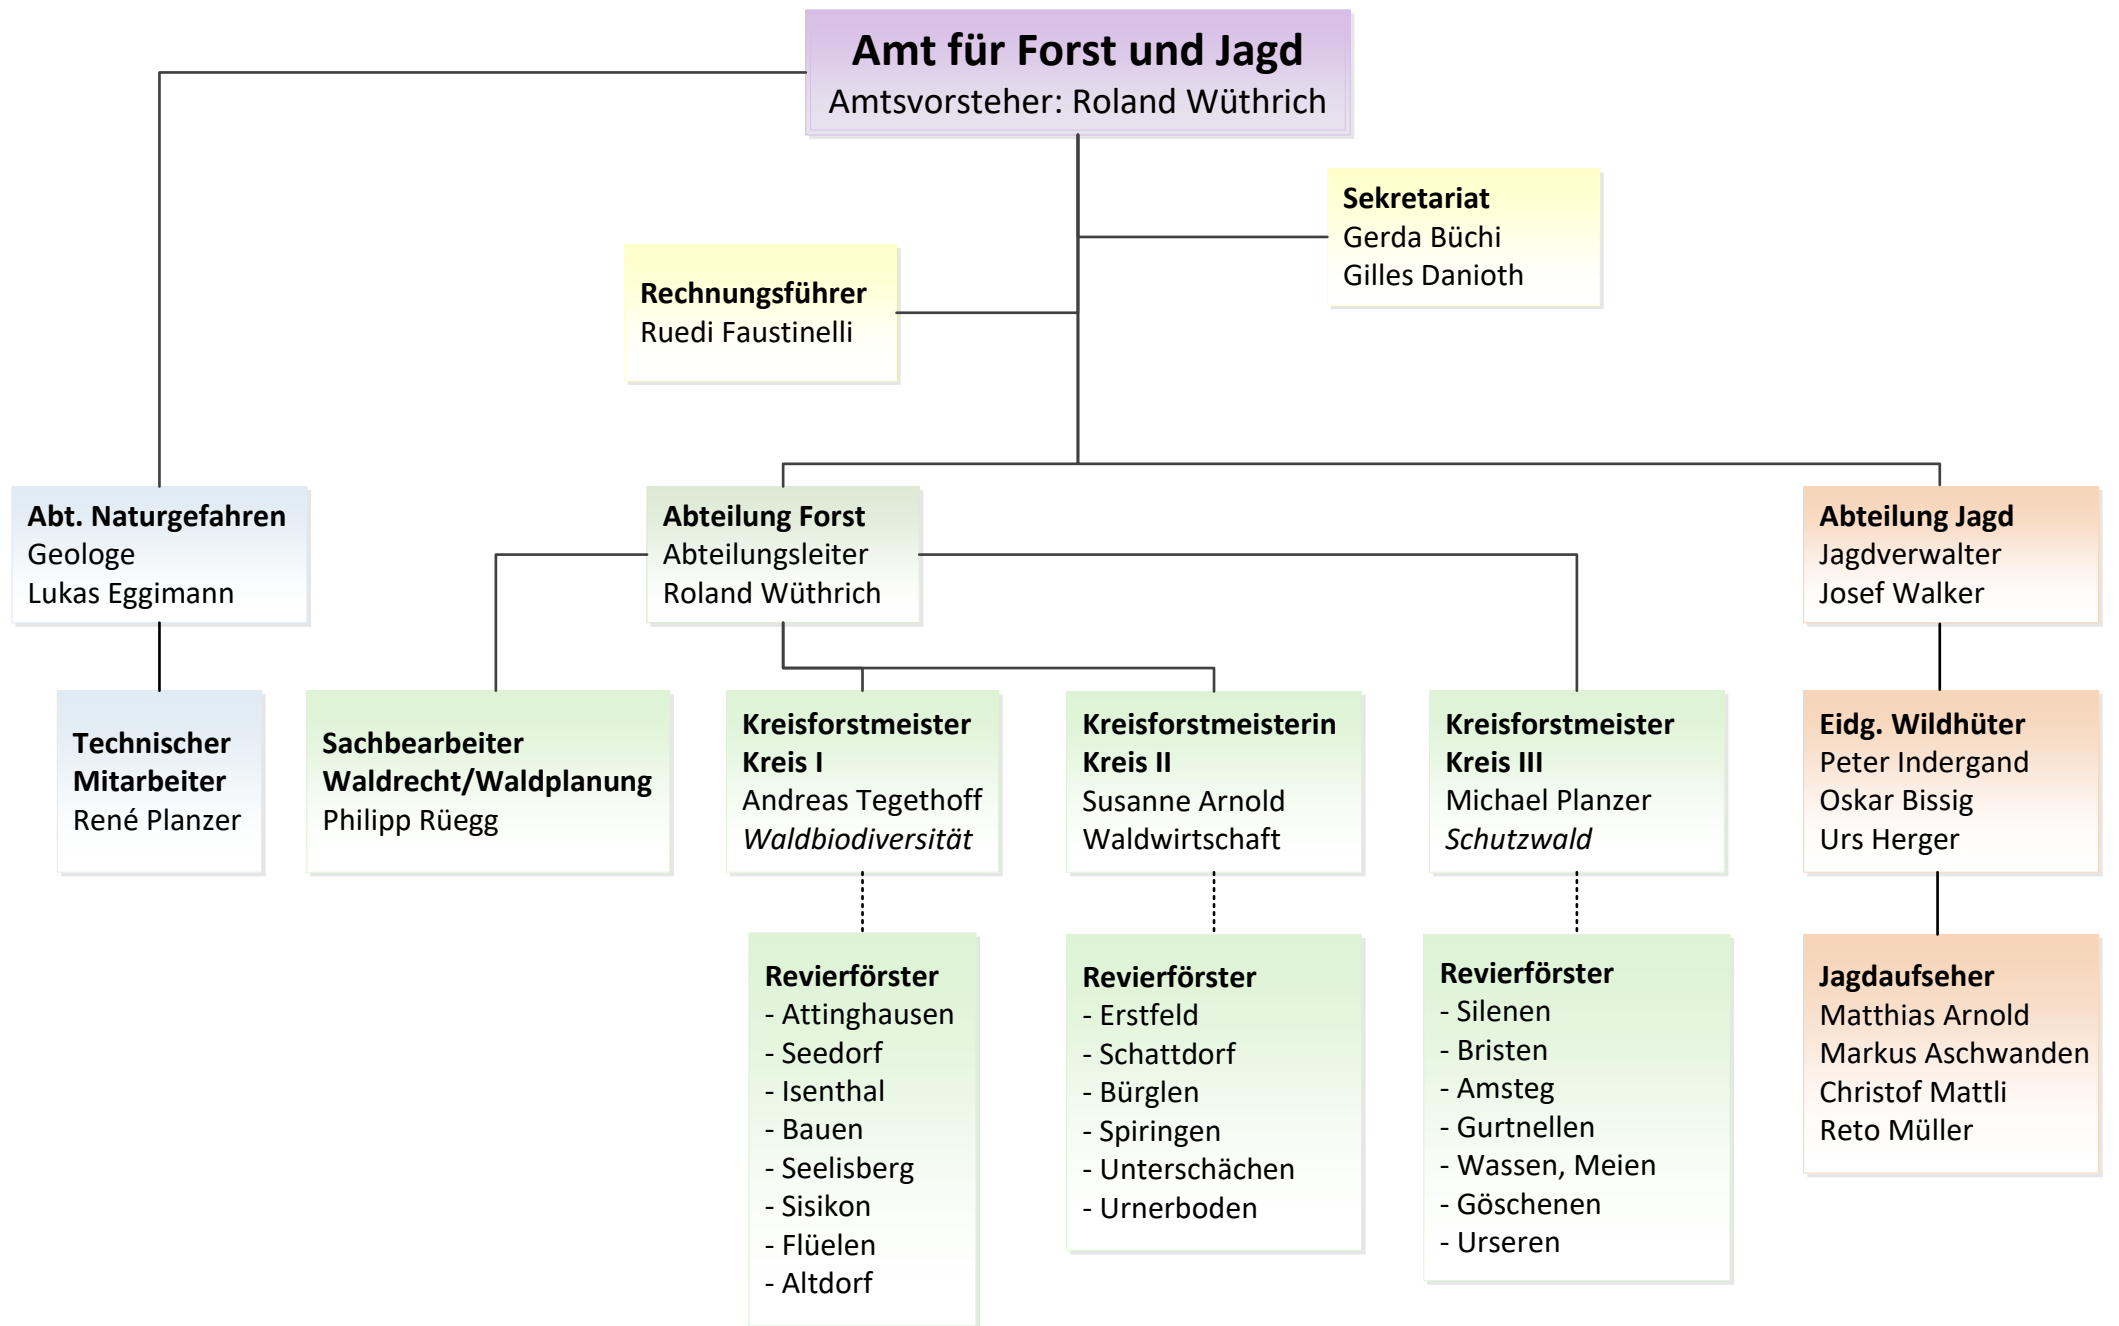 Amt für Forst und Jagd
Amtsvorsteher: Roland Wüthrich
Sekretariat
Gerda Büchi
Gilles Danioth
Rechnungsführer
Ruedi Faustinelli
Abt. Naturgefahren
Geologe
Lukas Eggimann
Abteilung Forst
Abteilungsleiter
Roland Wüthrich
Abteilung Jagd
Jagdverwalter
Josef Walker
Technischer
Mitarbeiter
René Planzer
Sachbearbeiter
Waldrecht/Waldplanung
Philipp Rüegg
Kreisforstmeister
Kreis I
Andreas Tegethoff
Waldbiodiversität
Kreisforstmeisterin
Kreis II
Susanne Arnold
Waldwirtschaft
Kreisforstmeister
Kreis III
Michael Planzer
Schutzwald
Eidg. Wildhüter
Peter Indergand
Oskar Bissig
Urs Herger
Revierförster
- Attinghausen
- Seedorf
- Isenthal
- Bauen
- Seelisberg
- Sisikon
- Flüelen
- Altdorf
Revierförster
- Erstfeld
- Schattdorf
- Bürglen
- Spiringen
- Unterschächen
- Urnerboden
Revierförster
- Silenen
- Bristen
- Amsteg
- Gurtnellen
- Wassen, Meien
- Göschenen
- Urseren
Jagdaufseher
Matthias Arnold
Markus Aschwanden
Christof Mattli
Reto Müller